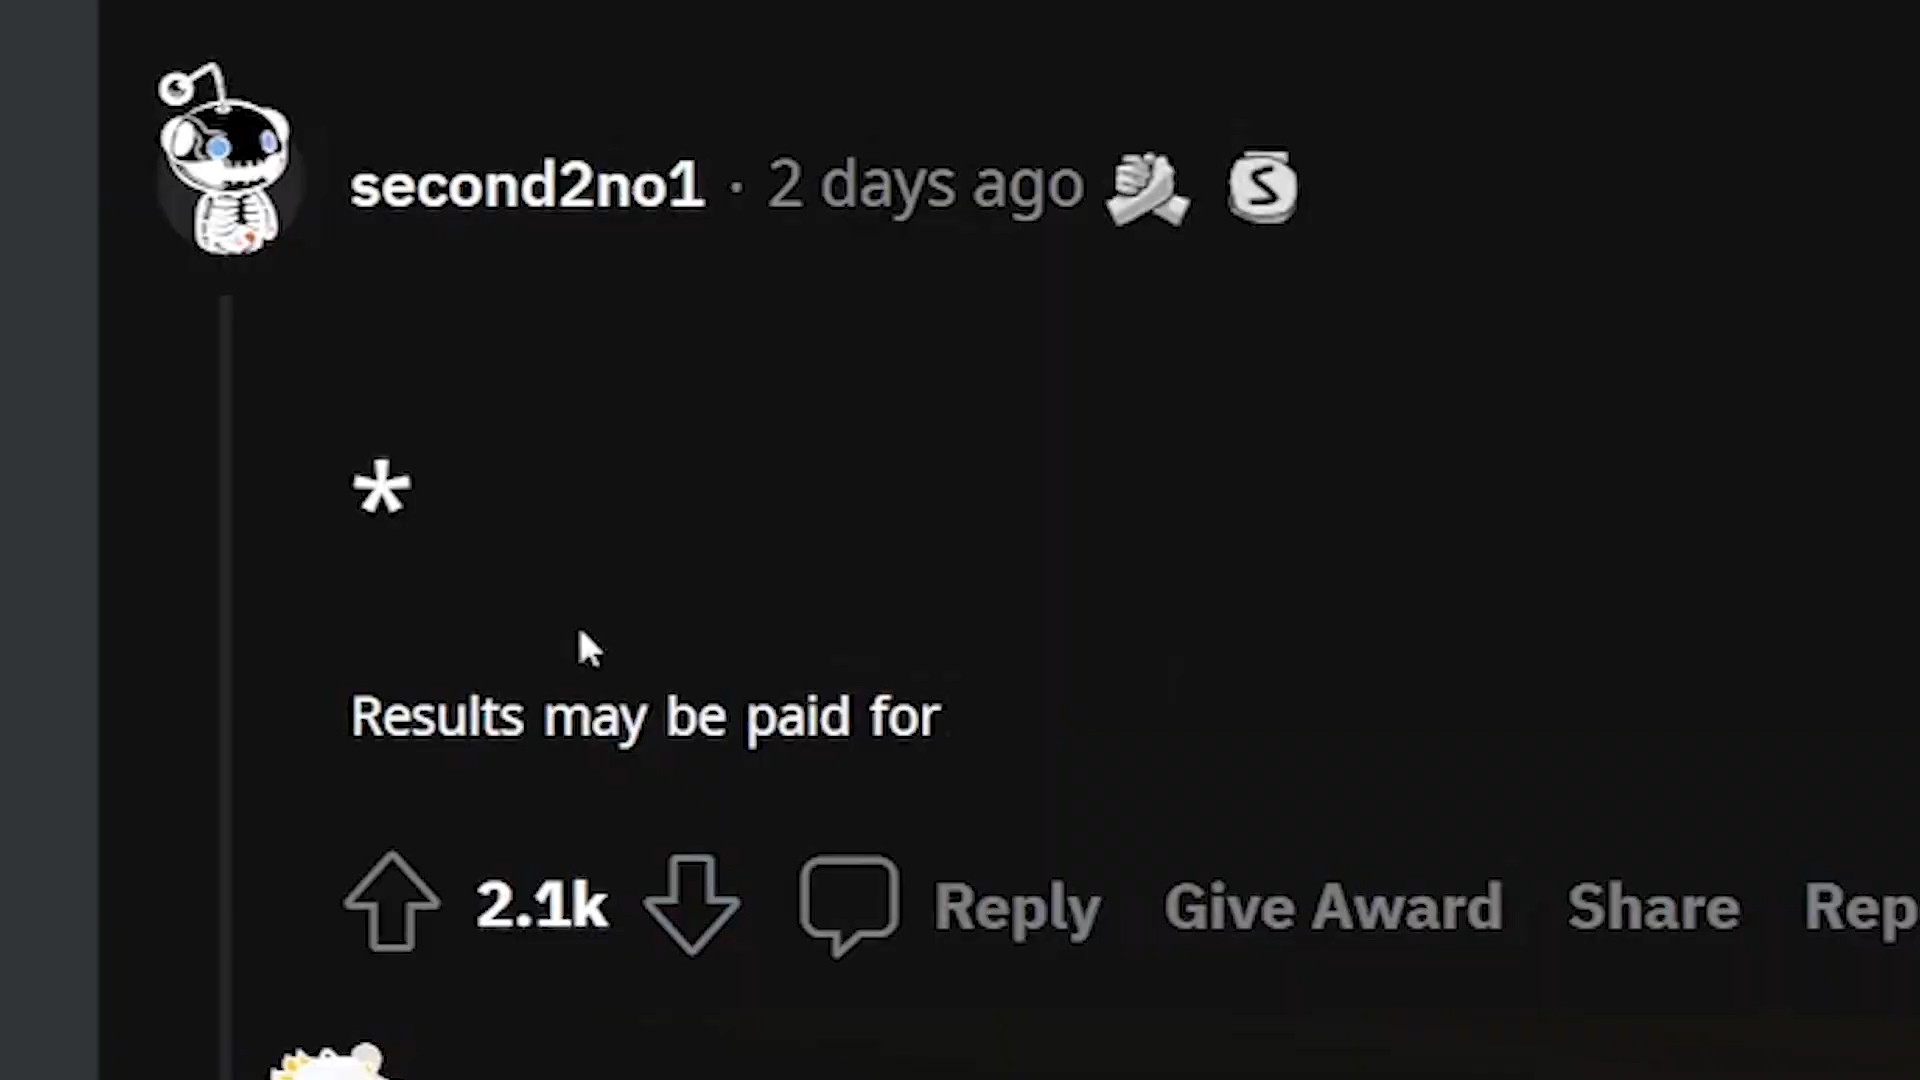 second2no1 · 2 days ago
*
Results may be paid for
2.1k Reply Give Award Share Rep